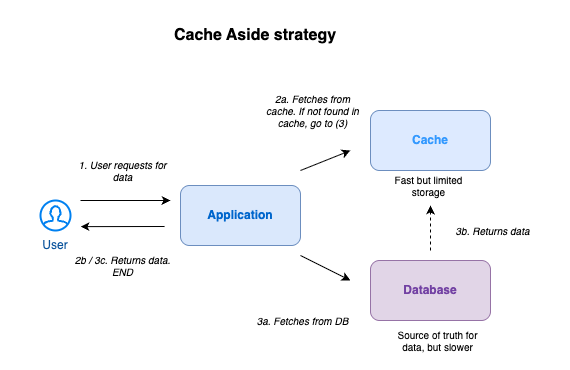 Cache Aside strategy
2a. Fetches from
cache. If not found in
cache, go to (3)
Cache
Fast but limited
storage
1. User requests for
data
Application
User
2b / 3c. Returns data.
END
3b. Returns data
Database
3a. Fetches from DB
Source of truth for
data, but slower